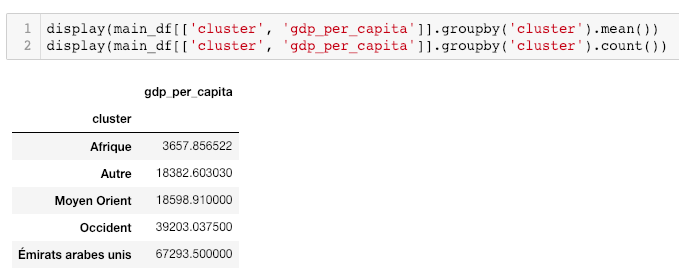 1 display(main_df[['cluster', 'gdp_per_capita']].groupby('cluster').mean())
2 display(main_df[['cluster', 'gdp_per_capita']].groupby('cluster').count())
gdp_per_capita
cluster
Afrique 3657.856522
Autre 18382.603030
Moyen Orient 18598.910000
Occident 39203.037500
Émirats arabes unis 67293.500000